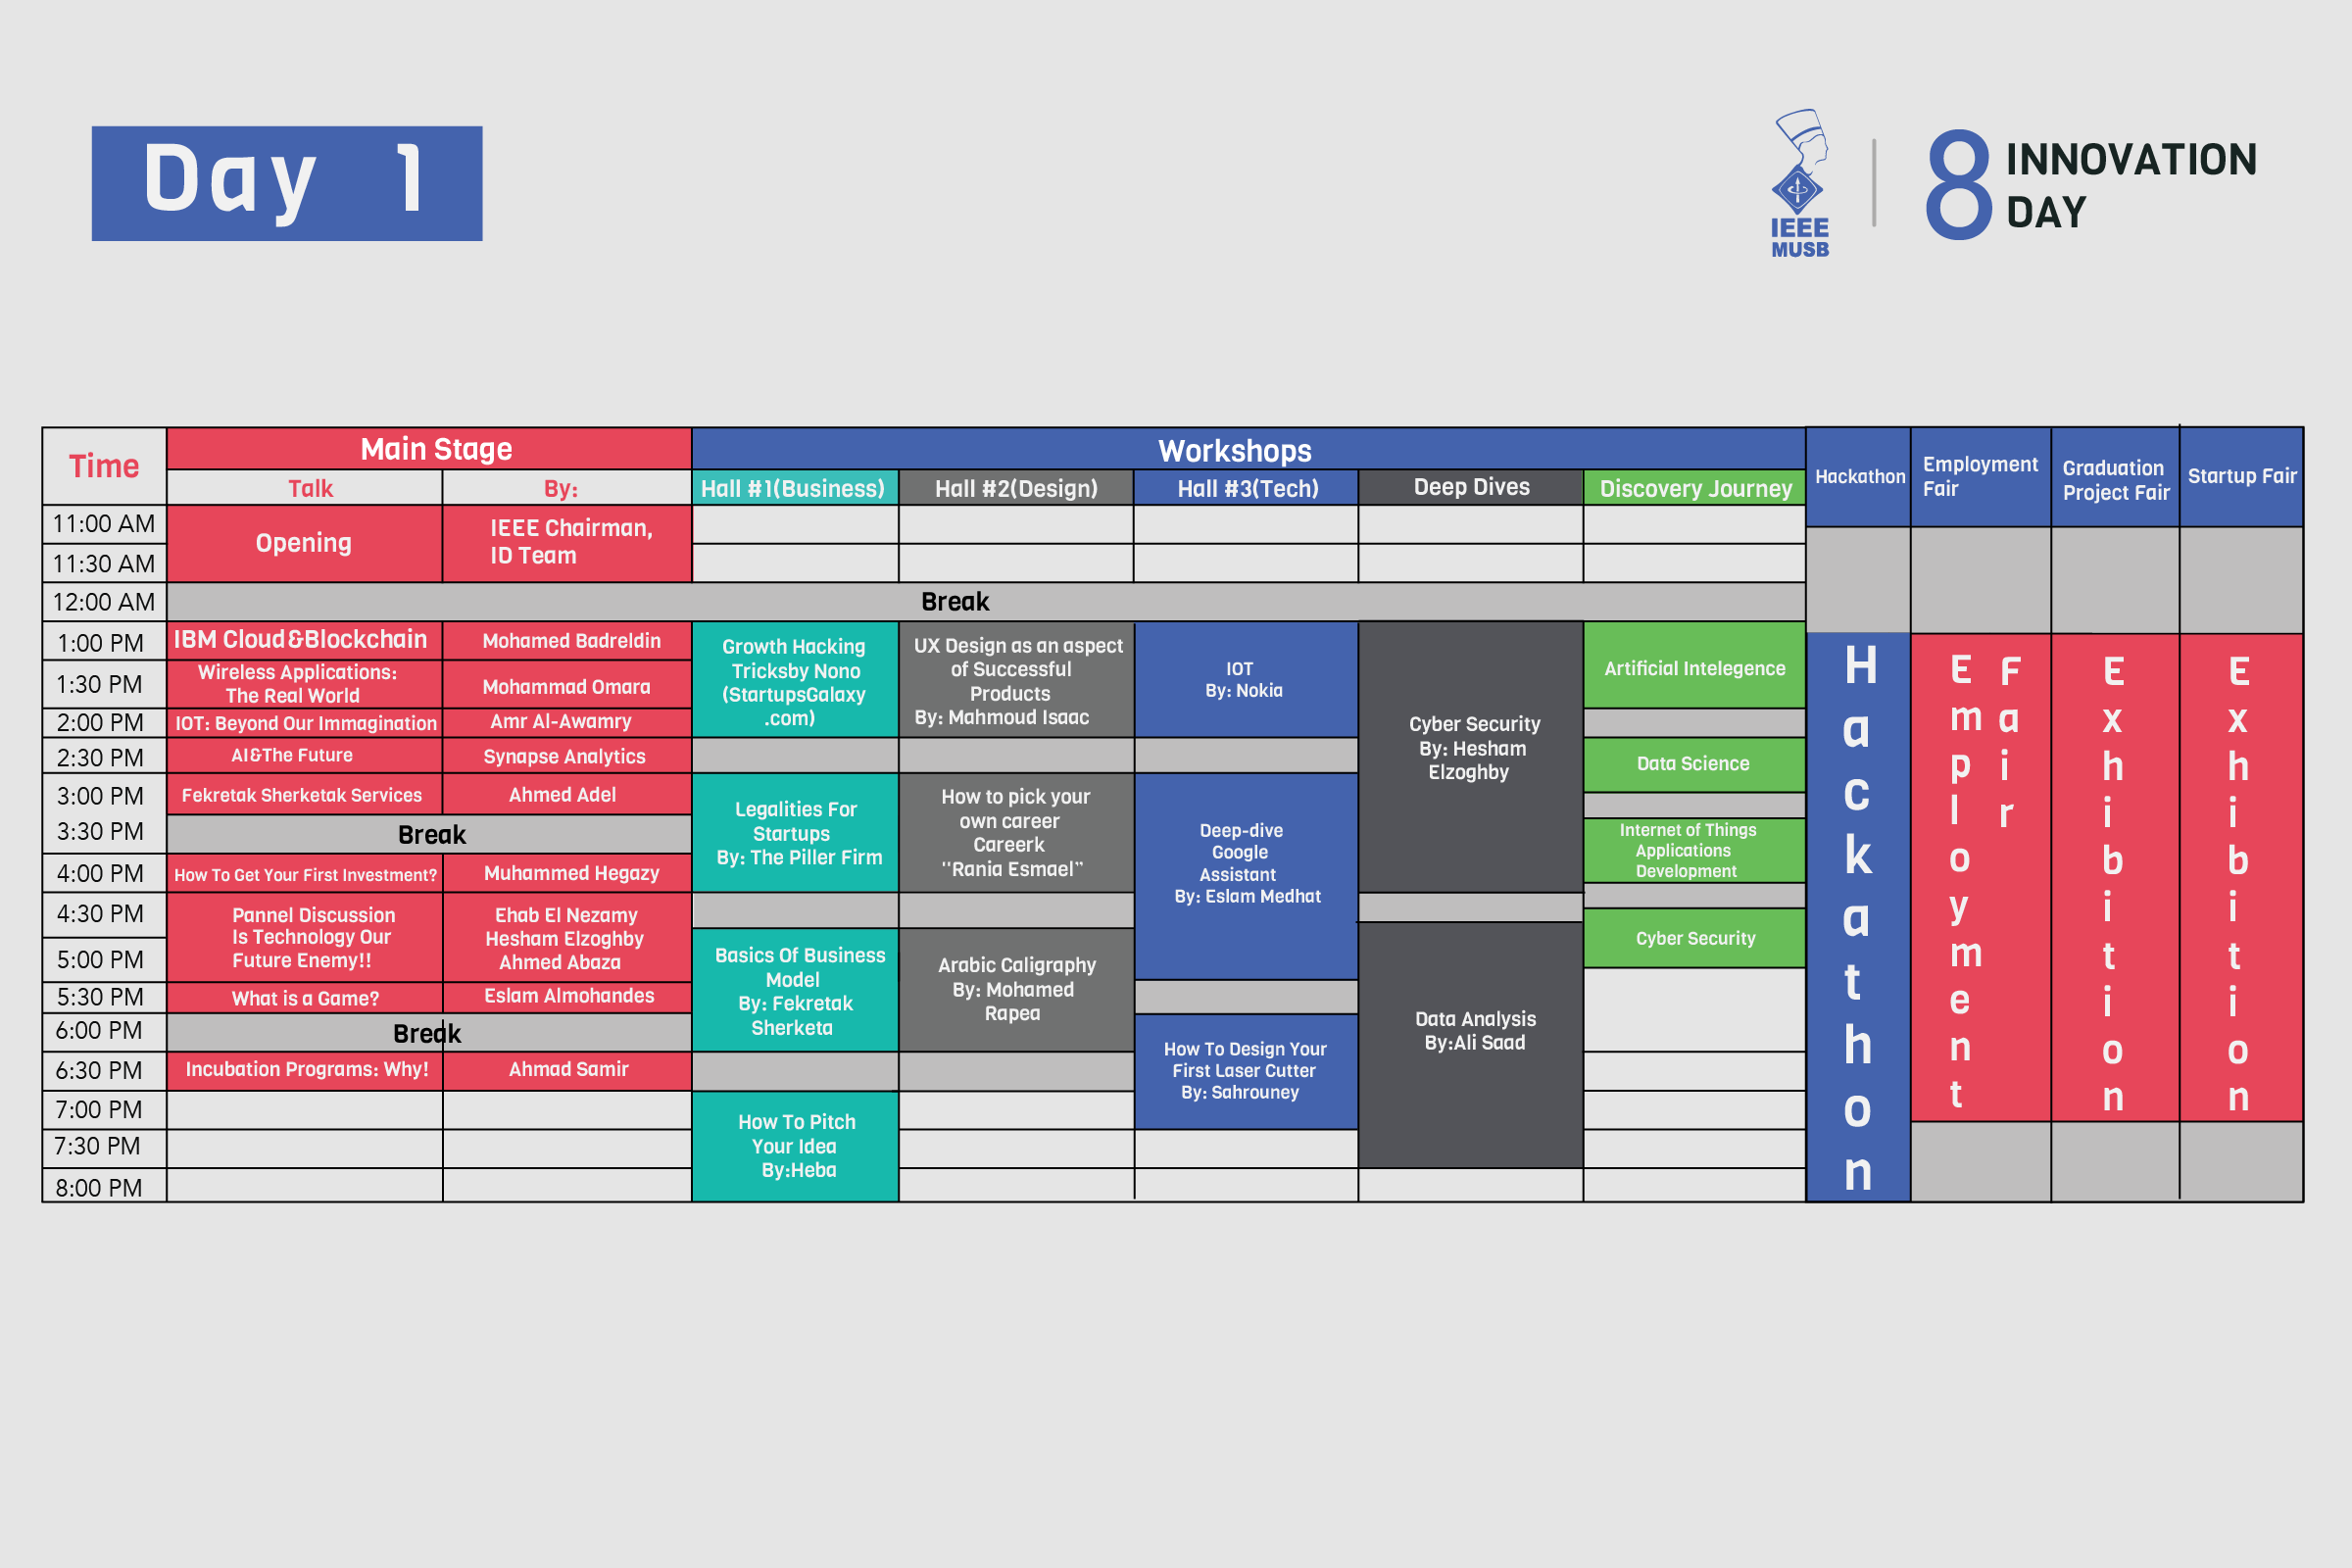 Day 1
IEEE
MUSB
8 INNOVATION
DAY
Time
Main Stage
Workshops
Hackathon
Employment
Fair
Graduation
Project Fair
Startup Fair
Talk
By:
Hall #1(Business)
Hall #2(Design)
Hall #3(Tech)
Deep Dives
Discovery Journey
11:00 AM
11:30 AM
Opening
IEEE Chairman,
ID Team
12:00 AM
Break
1:00 PM
IBM Cloud&Blockchain
Mohamed Badreldin
1:30 PM
Wireless Applications:
The Real World
Mohammad Omara
2:00 PM
IOT: Beyond Our Immagination
Amr Al-Awamry
2:30 PM
AI&The Future
Synapse Analytics
3:00 PM
Fekretak Sherketak Services
Ahmed Adel
3:30 PM
Break
4:00 PM
How To Get Your First Investment?
Muhammed Hegazy
4:30 PM
5:00 PM
Pannel Discussion
Is Technology Our
Future Enemy!!
Ehab El Nezamy
Hesham Elzoghby
Ahmed Abaza
5:30 PM
What is a Game?
Eslam Almohandes
6:00 PM
Break
6:30 PM
Incubation Programs: Why!
Ahmad Samir
7:00 PM
7:30 PM
8:00 PM
Growth Hacking
Tricksby Nono
(StartupsGalaxy
.com)
Legalities For
Startups
By: The Piller Firm
Basics Of Business
Model
By: Fekretak
Sherketa
How To Pitch
Your Idea
By:Heba
UX Design as an aspect
of Successful
Products
By: Mahmoud Isaac
How to pick your
own career
Careerk
"Rania Esmael”
Arabic Caligraphy
By: Mohamed
Rapea
IOT
By: Nokia
Deep-dive
Google
Assistant
By: Eslam Medhat
How To Design Your
First Laser Cutter
By: Sahrouney
Cyber Security
By: Hesham
Elzoghby
Data Analysis
By:Ali Saad
Artificial Intelegence
Data Science
Internet of Things
Applications
Development
Cyber Security
Hackathon
Employment
Fair
Exhibition
Exhibition